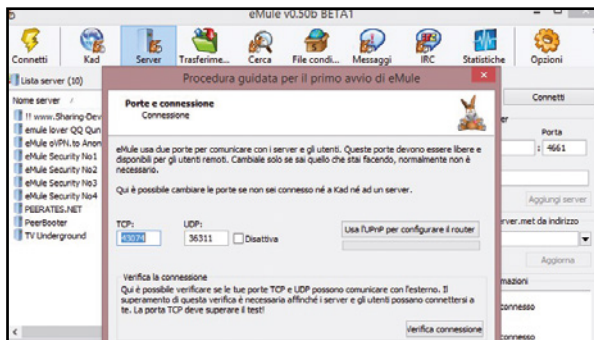 eMule v0.50b BETA1
Connetti Kad Server Trasferime... Cerca File condi... Messaggi IRC Statistiche Opzioni
Lista server (10)
Procedura guidata per il primo avvio di eMule
Connetti
Nome server
Porte e connessione
Connessione
Porta
!! www.Sharing-Dev
emule lover QQ Qun
eMule oVPN.to Anon
eMule Security No1
eMule Security No2
eMule Security No3
eMule Security No4
PEERATES.NET
PeerBooter
TV Underground
: 4661
eMule usa due porte per comunicare con i server e gli utenti. Queste porte devono essere libere e
disponibili per gli utenti remoti. Cambiale solo se sai quello che stai facendo, normalmente non è
necessario.
Qui è possibile cambiare le porte se non sei connesso né a Kad né ad un server.
Aggiungi server
TCP: UDP:
43074 36311 Disattiva
Usa l'UPnP per configurare il router
rver.met da indirizzo
Aggiorna
Verifica la connessione
Qui è possibile verificare se le tue porte TCP e UDP possono comunicare con l'esterno. Il
superamento di questa verifica è necessaria affinché i server e gli utenti possano connettersi a
te. La porta TCP deve superare il test!
Verifica connessione
mazioni
connesso
connesso